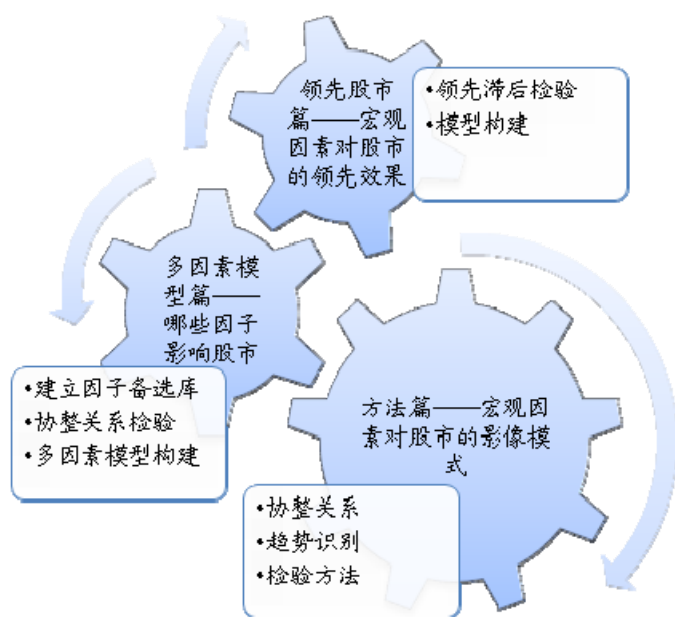 领先股市
篇——宏观
因素对股市
的领先效果
•领先滞后检验
•模型构建
多因素模
型篇——
哪些因子
影响股市
•建立因子备选库
•协整关系检验
•多因素模型构建
方法篇——宏观因
素对股市的影像模
式
•协整关系
•趋势识别
•检验方法